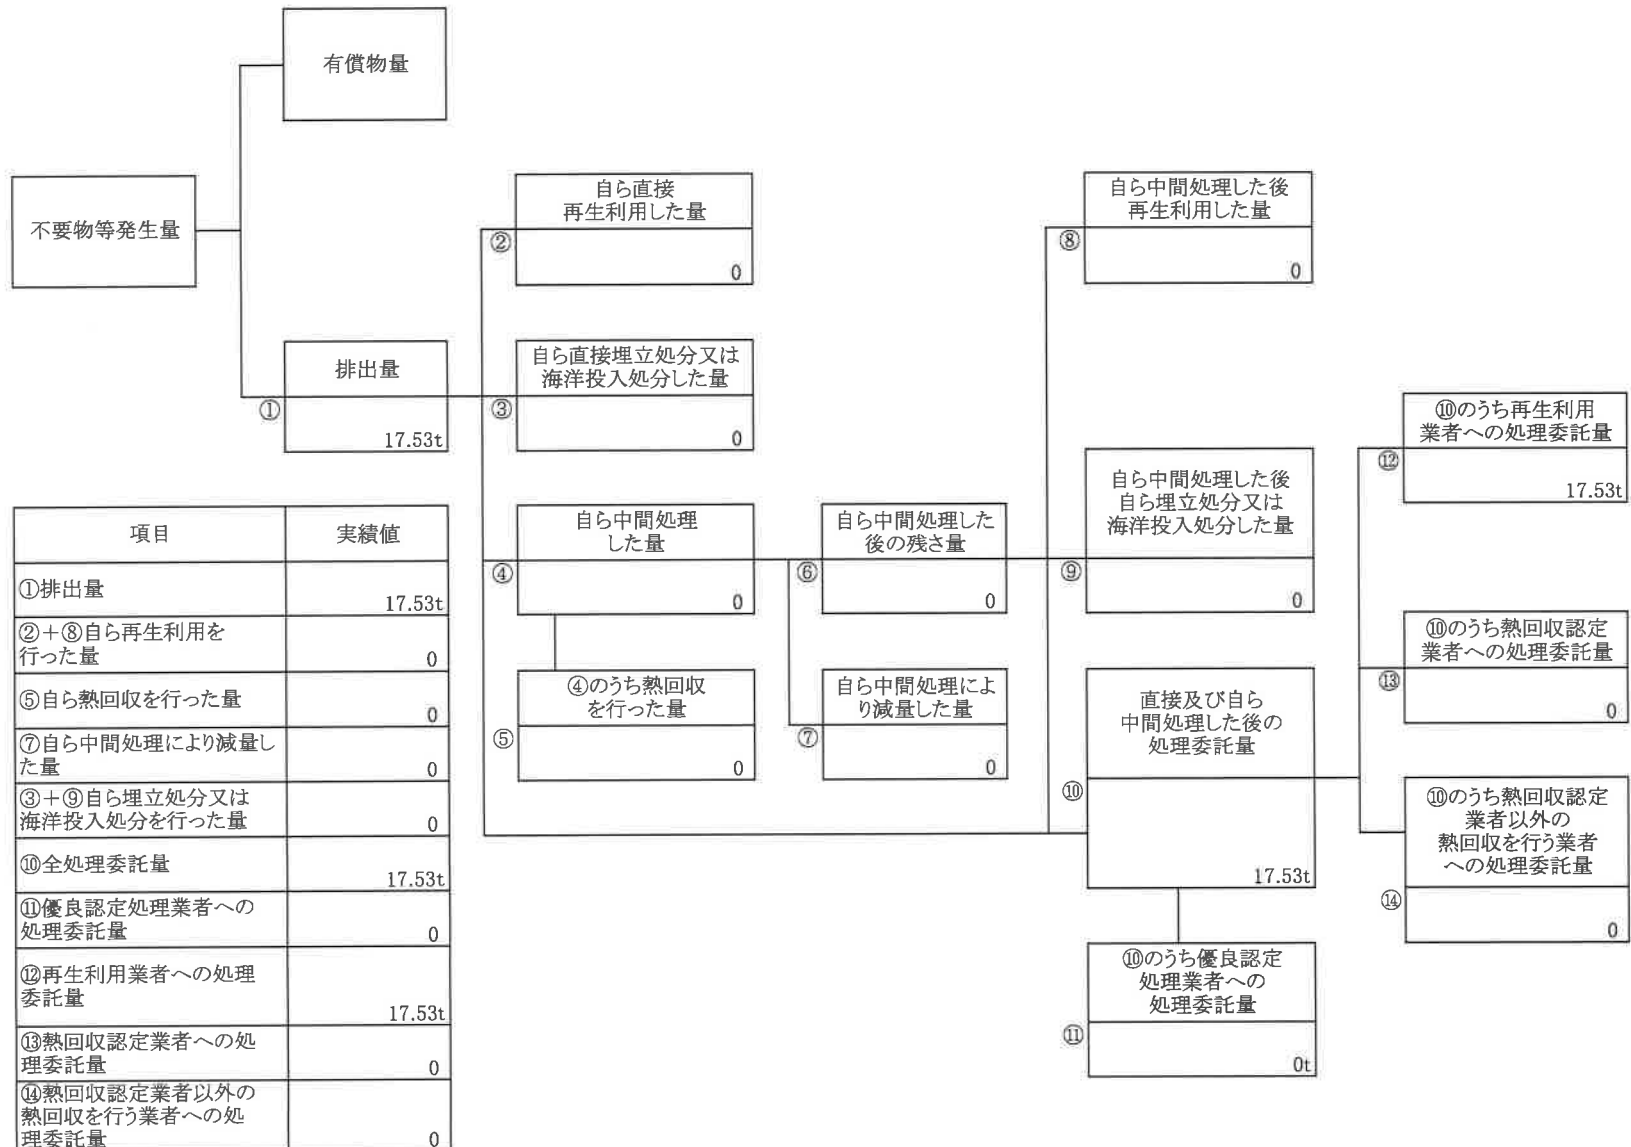 有償物量
不要物等発生量
排出量
①
17.53t
自ら直接
再生利用した量
②
0
自ら直接埋立処分又は
海洋投入処分した量
③
0
自ら中間処理
した量
④
0
④のうち熱回収
を行った量
⑤
0
自ら中間処理した
後の残さ量
⑥
0
自ら中間処理によ
り減量した量
⑦
0
自ら中間処理した後
再生利用した量
⑧
0
自ら中間処理した後
自ら埋立処分又は
海洋投入処分した量
⑨
0
直接及び自ら
中間処理した後の
処理委託量
⑩
17.53t
⑩のうち優良認定
処理業者への
処理委託量
⑪
0t
⑩のうち再生利用
業者への処理委託量
⑫
17.53t
⑩のうち熱回収認定
業者への処理委託量
⑬
0
⑩のうち熱回収認定
業者以外の
熱回収を行う業者
への処理委託量
⑭
0
項目 実績値
①排出量
17.53t
②+⑧自ら再生利用を
行った量
0
⑤自ら熱回収を行った量
0
⑦自ら中間処理により減量し
た量
0
③+⑨自ら埋立処分又は
海洋投入処分を行った量
0
⑩全処理委託量
17.53t
⑪優良認定処理業者への
処理委託量
0
⑫再生利用業者への処理
委託量
17.53t
⑬熱回収認定業者への処
理委託量
0
⑭熱回収認定業者以外の
熱回収を行う業者への処
理委託量
0